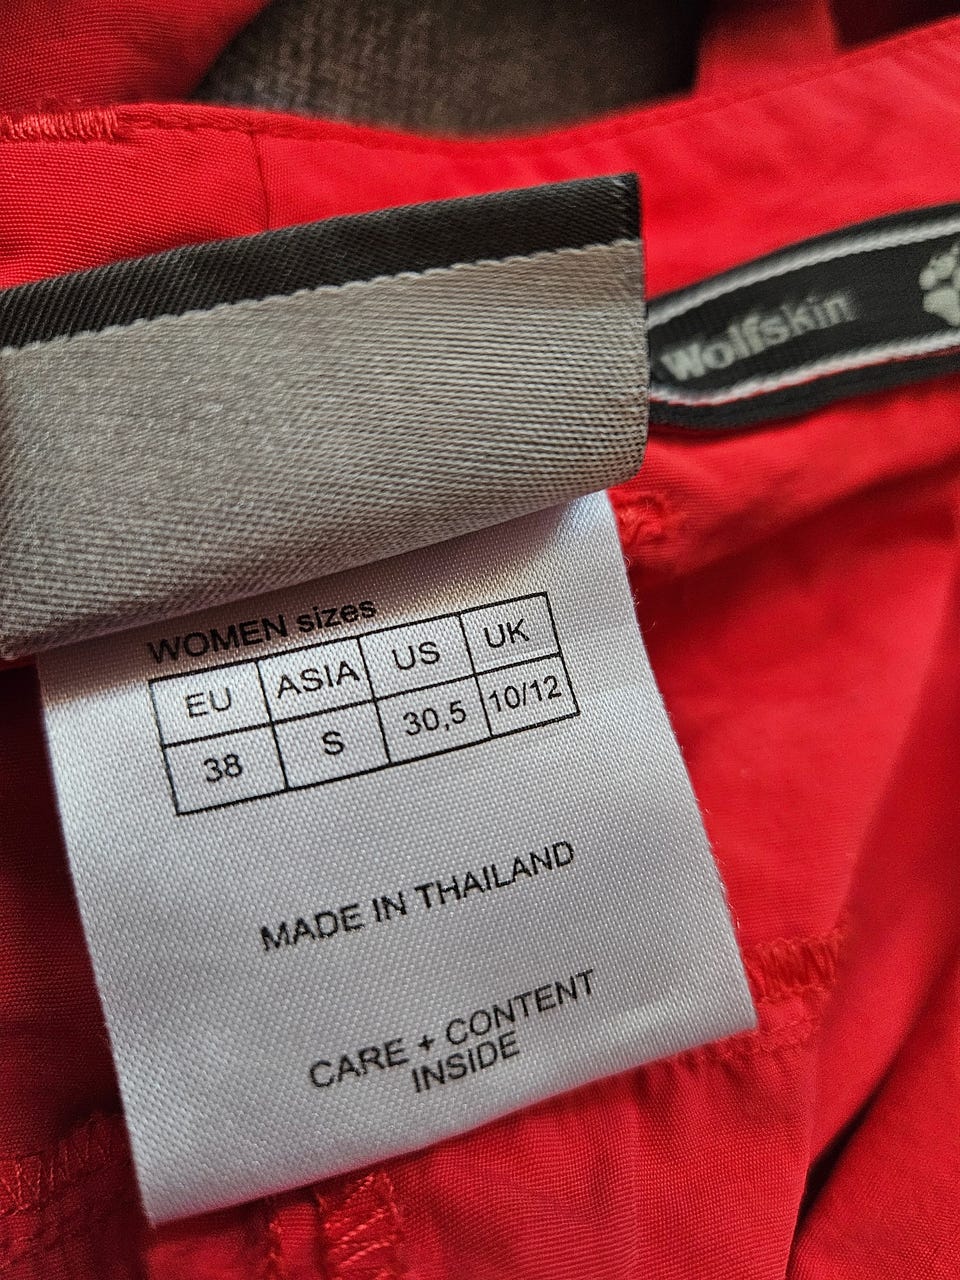 Wolfskin
WOMEN sizes
EU ASIA US UK
38 S 30,5 10/12
MADE IN THAILAND
CARE + CONTENT
INSIDE